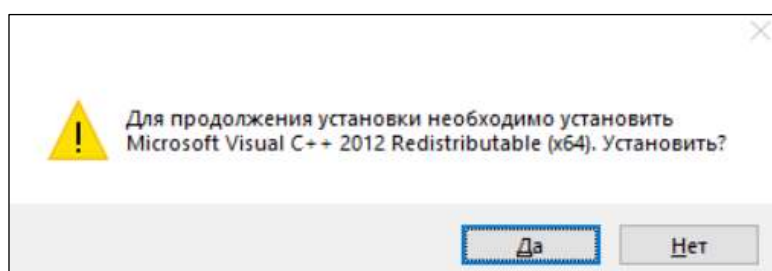 Для продолжения установки необходимо установить
Microsoft Visual C++ 2012 Redistributable (x64). Установить?
Да
Нет